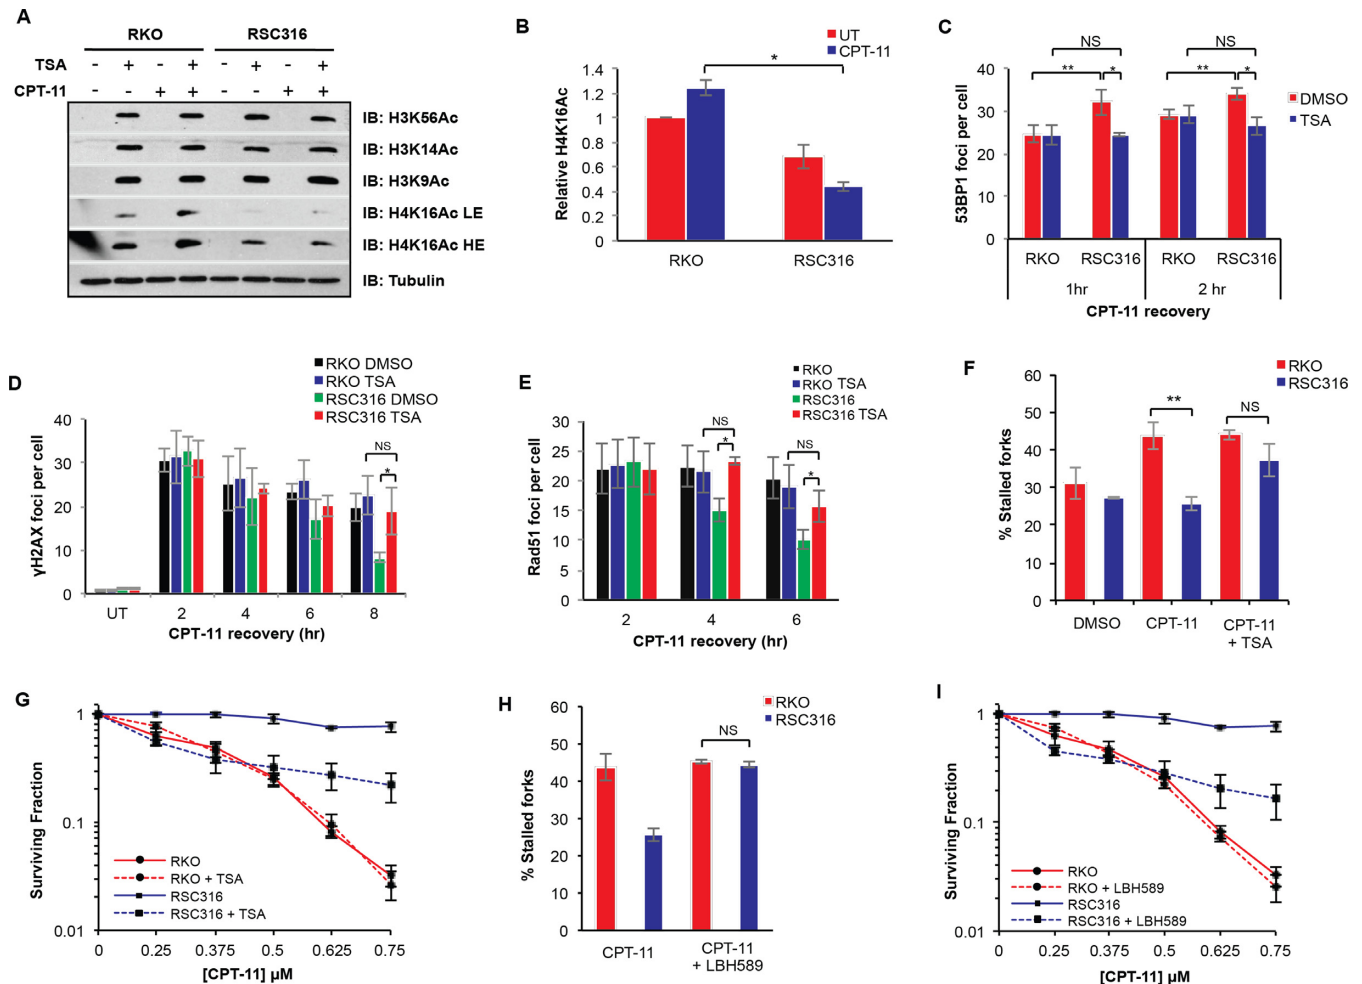 A
RKO RSC316
TSA - + - + - + - +
CPT-11 - - + + - - + +
IB: H3K56Ac
IB: H3K14Ac
IB: H3K9Ac
IB: H4K16Ac LE
IB: H4K16Ac HE
IB: Tubulin
B
UT
CPT-11
*
Relative H4K16Ac
1.4
1.2
1
0.8
0.6
0.4
0.2
0
RKO RSC316
C
NS NS
** * ** *
DMSO
TSA
53BP1 foci per cell
40
30
20
10
0
RKO RSC316 RKO RSC316
1hr 2 hr
CPT-11 recovery
D
RKO DMSO
RKO TSA
RSC316 DMSO
RSC316 TSA
NS
*
γH2AX foci per cell
40
30
20
10
0
UT 2 4 6 8
CPT-11 recovery (hr)
E
RKO
RKO TSA
RSC316
RSC316 TSA
NS
*
NS
*
Rad51 foci per cell
30
25
20
15
10
5
0
2 4 6
CPT-11 recovery (hr)
F
RKO
RSC316
** NS
% Stalled forks
60
50
40
30
20
10
0
DMSO CPT-11 CPT-11
+ TSA
G
Surviving Fraction
1
0.1
0.01
RKO
RKO + TSA
RSC316
RSC316 + TSA
0 0.25 0.375 0.5 0.625 0.75
[CPT-11] µM
H
RKO
RSC316
NS
% Stalled forks
60
50
40
30
20
10
0
CPT-11 CPT-11
+ LBH589
I
Surviving Fraction
1
0.1
0.01
RKO
RKO + LBH589
RSC316
RSC316 + LBH589
0 0.25 0.375 0.5 0.625 0.75
[CPT-11] µM